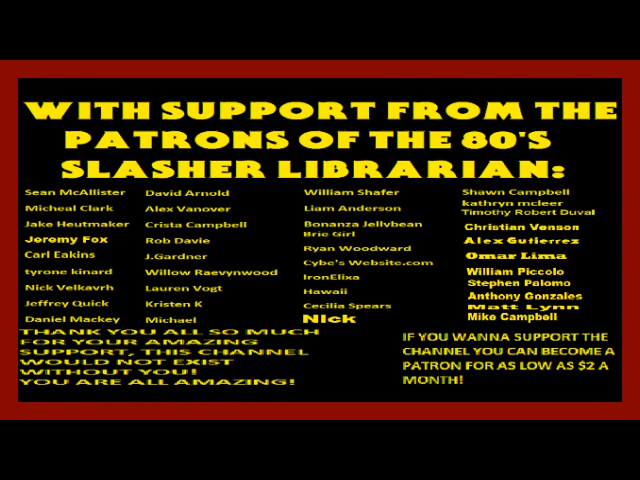 WITH SUPPORT FROM THE
PATRONS OF THE 80'S
SLASHER LIBRARIAN:
Sean McAllister
Micheal Clark
Jake Heutmaker
Jeremy Fox
Carl Eakins
tyrone kinard
Nick Velkavrh
Jeffrey Quick
Daniel Mackey
David Arnold
Alex Vanover
Crista Campbell
Rob Davie
J.Gardner
Willow Raevynwood
Lauren Vogt
Kristen K
Michael
William Shafer
Liam Anderson
Bonanza Jellybean
Brie Girl
Ryan Woodward
Cybe's Website.com
IronElixa
Hawaii
Cecilia Spears
Nick
Shawn Campbell
kathryn mcleer
Timothy Robert Duval
Christian Venson
Alex Gutierrez
Omar Lima
William Piccolo
Stephen Palomo
Anthony Gonzales
Matt Lynn
Mike Campbell
THANK YOU ALL SO MUCH
FOR YOUR AMAZING
SUPPORT, THIS CHANNEL
WOULD NOT EXIST
WITHOUT YOU!
YOU ARE ALL AMAZING!
IF YOU WANNA SUPPORT THE
CHANNEL YOU CAN BECOME A
PATRON FOR AS LOW AS $2 A
MONTH!